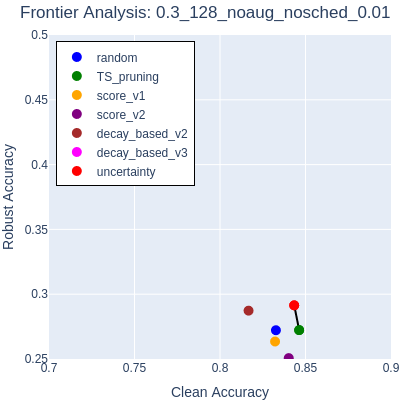 Frontier Analysis: 0.3_128_noaug_nosched_0.01
0.5
random
TS_pruning
score_v1
score_v2
decay_based_v2
decay_based_v3
uncertainty
0.45
0.4
0.35
0.3
0.25
Robust Accuracy
0.7
0.75
0.8
0.85
0.9
Clean Accuracy